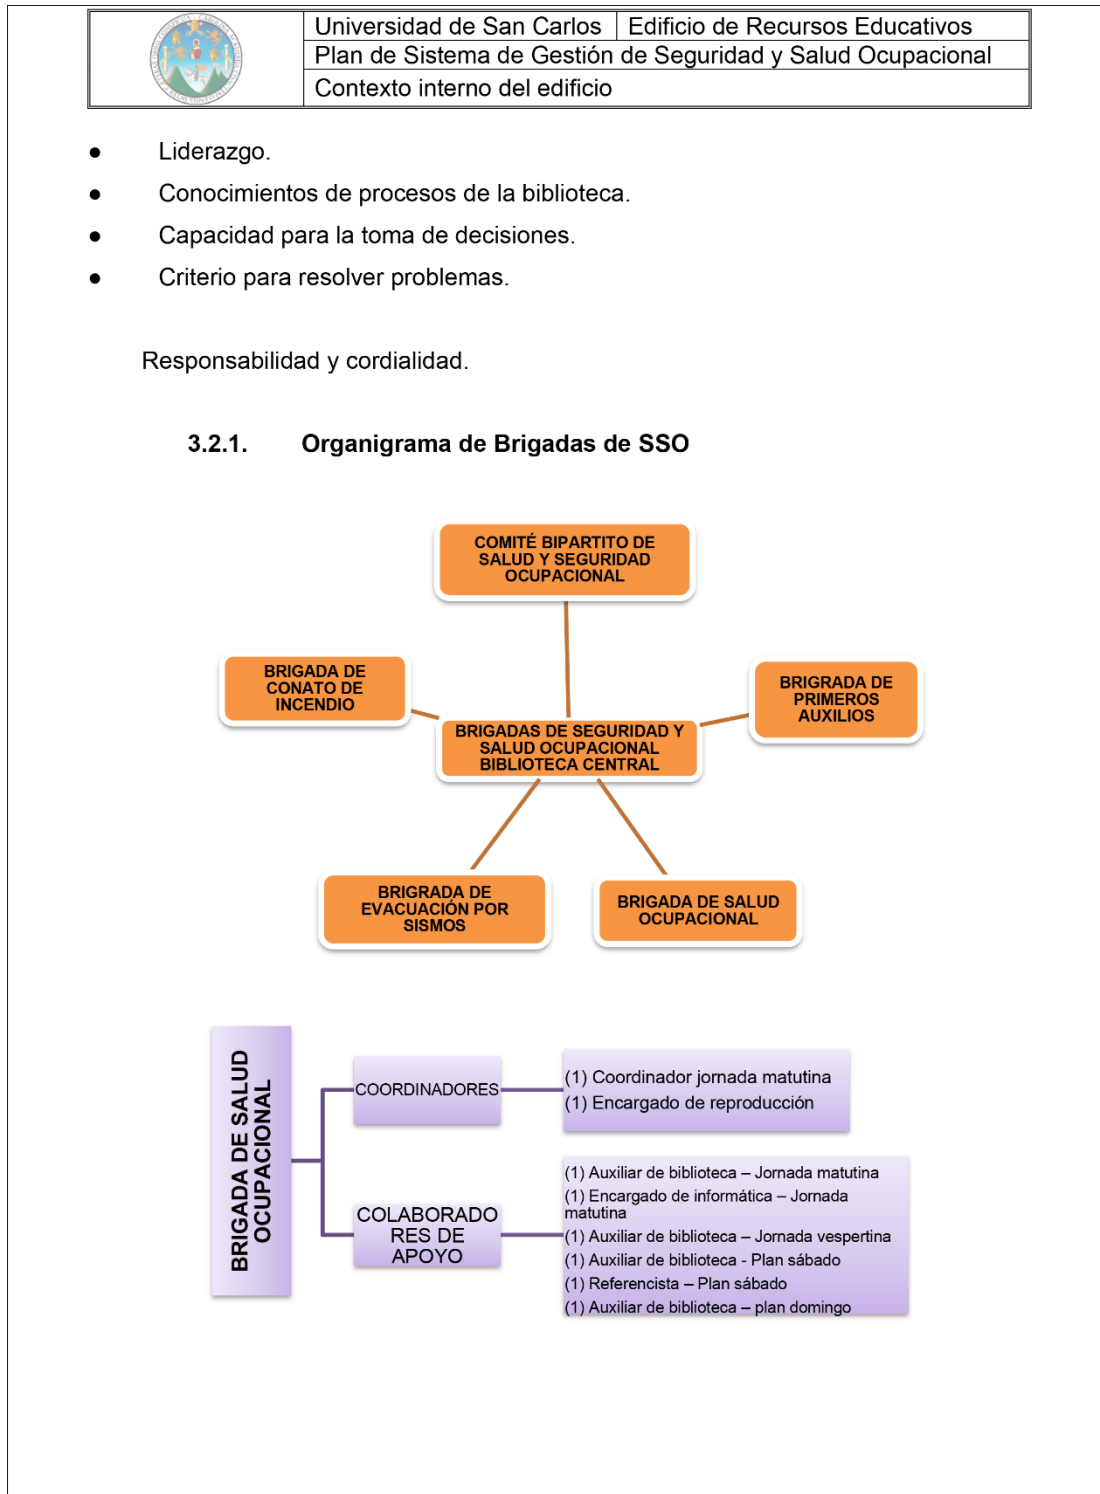 Universidad de San Carlos Edificio de Recursos Educativos
Plan de Sistema de Gestión de Seguridad y Salud Ocupacional
Contexto interno del edificio
● Liderazgo.
● Conocimientos de procesos de la biblioteca.
● Capacidad para la toma de decisiones.
● Criterio para resolver problemas.
Responsabilidad y cordialidad.
3.2.1. Organigrama de Brigadas de SSO
COMITÉ BIPARTITO DE
SALUD Y SEGURIDAD
OCUPACIONAL
BRIGADA DE
CONATO DE
INCENDIO
BRIGRADA DE
PRIMEROS
AUXILIOS
BRIGADAS DE SEGURIDAD Y
SALUD OCUPACIONAL
BIBLIOTECA CENTRAL
BRIGRADA DE
EVACUACIÓN POR
SISMOS
BRIGADA DE SALUD
OCUPACIONAL
BRIGADA DE SALUD
OCUPACIONAL
COORDINADORES
(1) Coordinador jornada matutina
(1) Encargado de reproducción
COLABORADO
RES DE
APOYO
(1) Auxiliar de biblioteca – Jornada matutina
(1) Encargado de informática – Jornada
matutina
(1) Auxiliar de biblioteca – Jornada vespertina
(1) Auxiliar de biblioteca - Plan sábado
(1) Referencista – Plan sábado
(1) Auxiliar de biblioteca – plan domingo